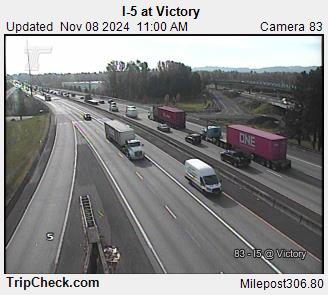 I-5 at Victory
Updated Nov 08 2024 11:00 AM Camera 83
ONE
83 - I5 @ Victory
S
TripCheck.com Milepost306.80